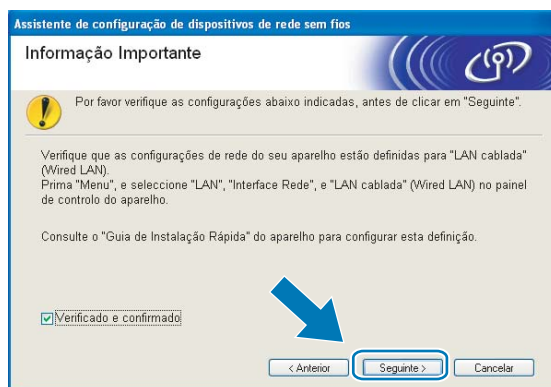 Assistente de configuração de dispositivos de rede sem fios
Informação Importante
Por favor verifique as configurações abaixo indicadas, antes de clicar em "Seguinte".
Verifique que as configurações de rede do seu aparelho estão definidas para "LAN cablada"
(Wired LAN).
Prima "Menu", e seleccione "LAN", "Interface Rede", e "LAN cablada" (Wired LAN) no painel
de controlo do aparelho.
Consulte o "Guia de Instalação Rápida" do aparelho para configurar esta definição.
Verificado e confirmado
< Anterior
Seguinte >
Cancelar